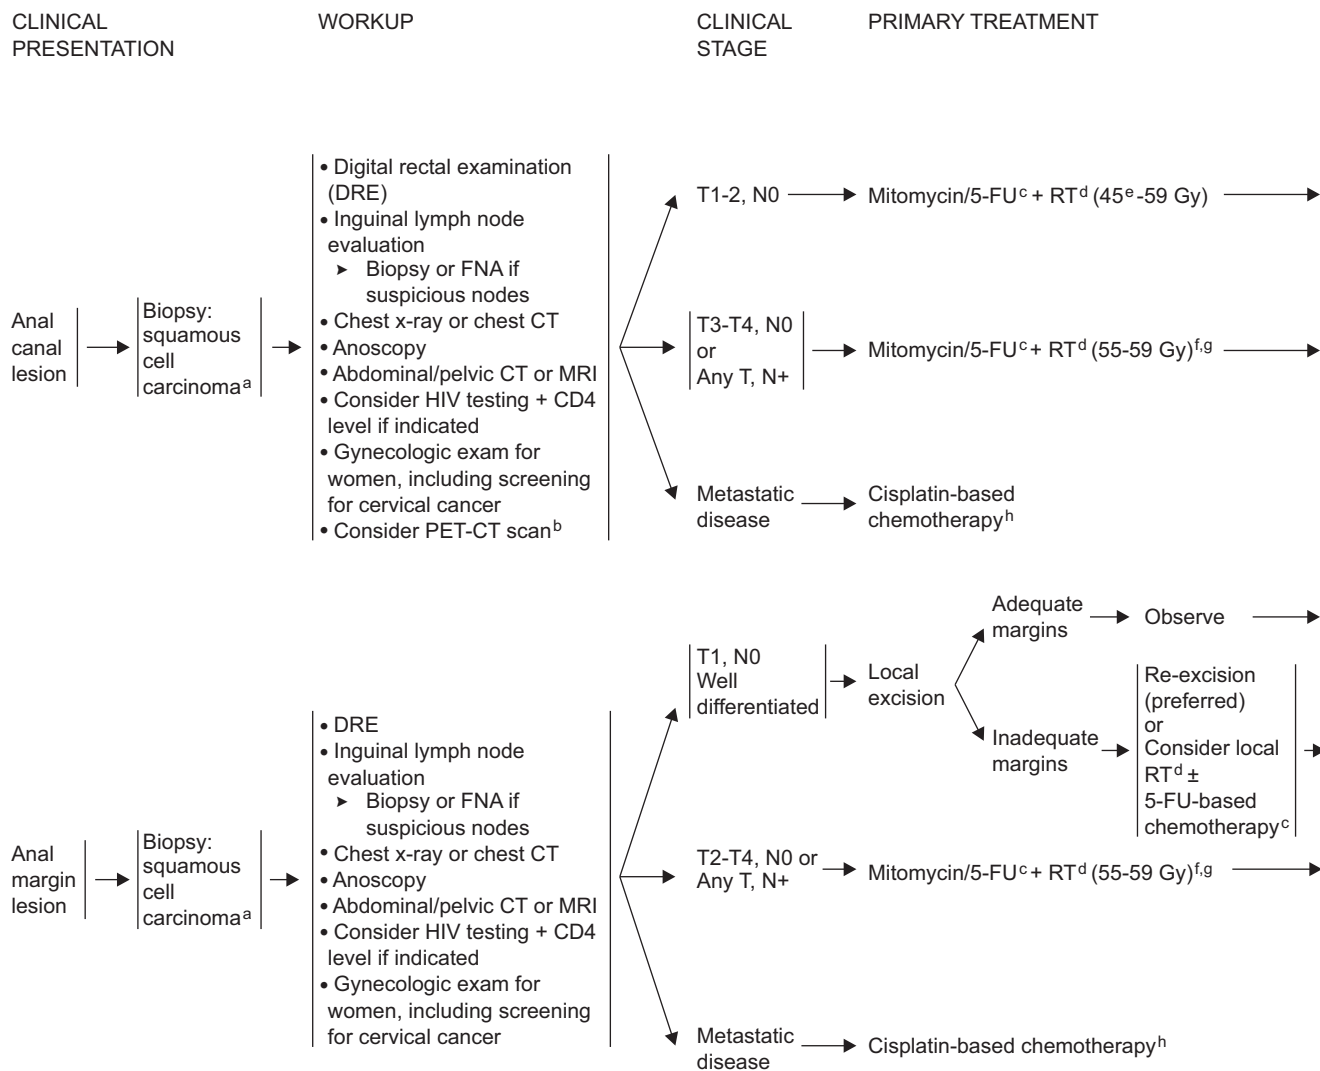 CLINICAL
PRESENTATION
WORKUP
CLINICAL
STAGE
PRIMARY TREATMENT
Anal
canal
lesion
Biopsy:
squamous
cell
carcinomaᵃ
• Digital rectal examination
(DRE)
• Inguinal lymph node
evaluation
➤ Biopsy or FNA if
suspicious nodes
• Chest x-ray or chest CT
• Anoscopy
• Abdominal/pelvic CT or MRI
• Consider HIV testing + CD4
level if indicated
• Gynecologic exam for
women, including screening
for cervical cancer
• Consider PET-CT scanᵇ
T1-2, N0
Mitomycin/5-FUᶜ + RTᵈ (45ᵉ-59 Gy)
T3-T4, N0
or
Any T, N+
Mitomycin/5-FUᶜ + RTᵈ (55-59 Gy)ᶠ,ᵍ
Metastatic
disease
Cisplatin-based
chemotherapyʰ
Anal
margin
lesion
Biopsy:
squamous
cell
carcinomaᵃ
• DRE
• Inguinal lymph node
evaluation
➤ Biopsy or FNA if
suspicious nodes
• Chest x-ray or chest CT
• Anoscopy
• Abdominal/pelvic CT or MRI
• Consider HIV testing + CD4
level if indicated
• Gynecologic exam for
women, including screening
for cervical cancer
T1, N0
Well
differentiated
Local
excision
Adequate
margins
Observe
Inadequate
margins
Re-excision
(preferred)
or
Consider local
RTᵈ ±
5-FU-based
chemotherapyᶜ
T2-T4, N0 or
Any T, N+
Mitomycin/5-FUᶜ + RTᵈ (55-59 Gy)ᶠ,ᵍ
Metastatic
disease
Cisplatin-based chemotherapyʰ